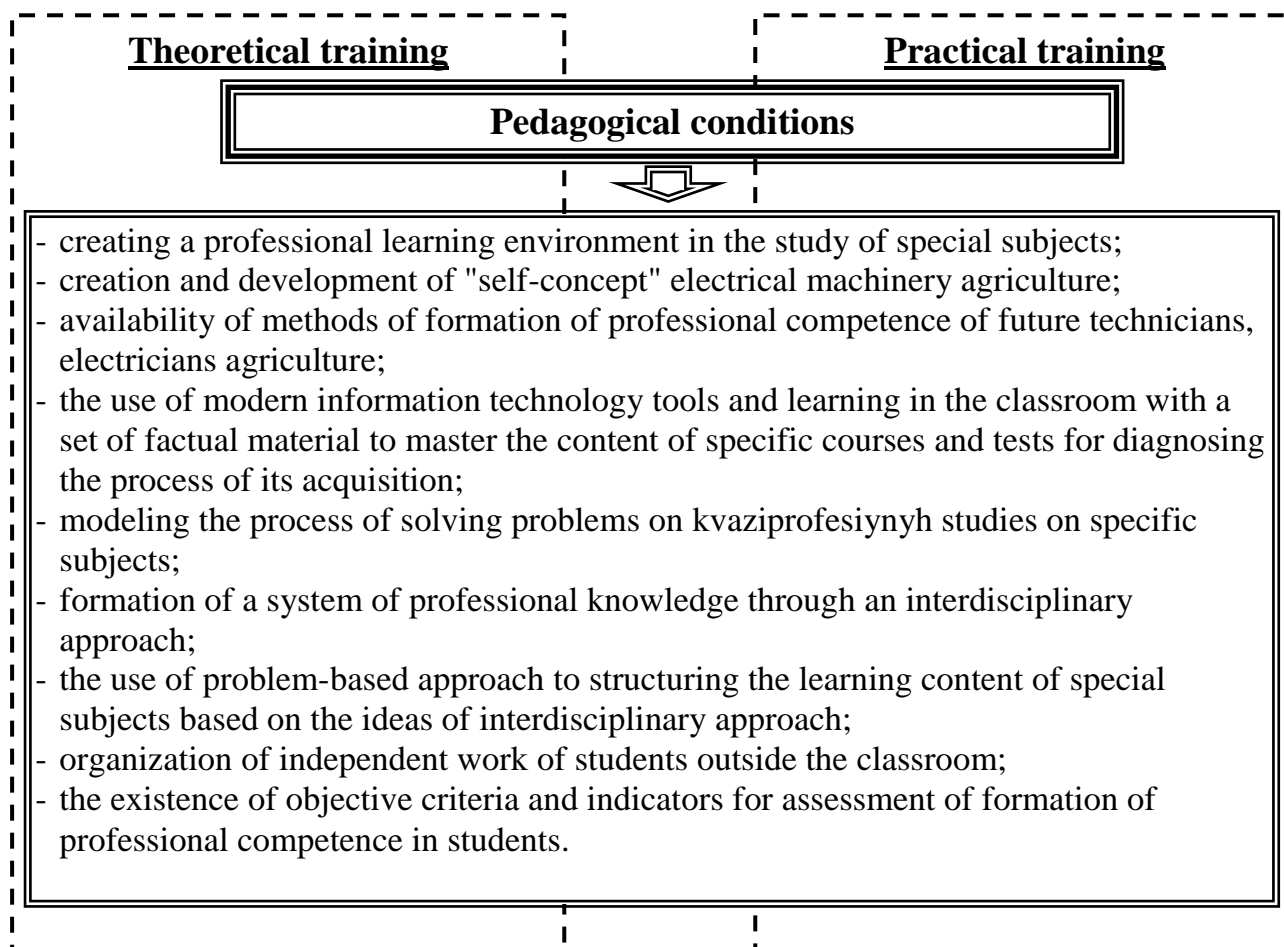 Theoretical training
Practical training
Pedagogical conditions
- creating a professional learning environment in the study of special subjects;
- creation and development of "self-concept" electrical machinery agriculture;
- availability of methods of formation of professional competence of future technicians,
electricians agriculture;
- the use of modern information technology tools and learning in the classroom with a
set of factual material to master the content of specific courses and tests for diagnosing
the process of its acquisition;
- modeling the process of solving problems on kvaziprofesiynyh studies on specific
subjects;
- formation of a system of professional knowledge through an interdisciplinary
approach;
- the use of problem-based approach to structuring the learning content of special
subjects based on the ideas of interdisciplinary approach;
- organization of independent work of students outside the classroom;
- the existence of objective criteria and indicators for assessment of formation of
professional competence in students.